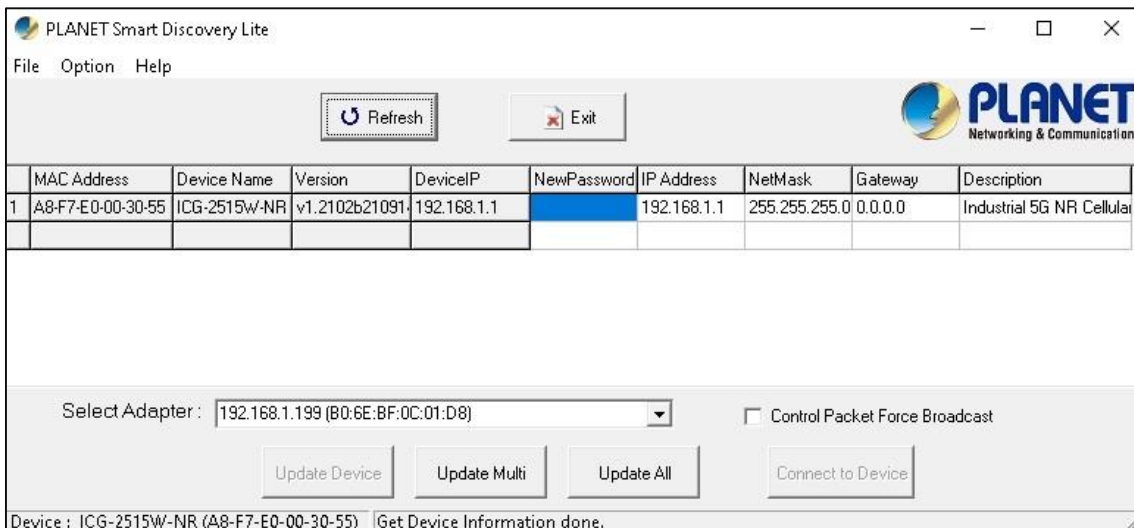 PLANET Smart Discovery Lite
File Option Help
Refresh Exit
PLANET
Networking & Communication
MAC Address Device Name Version DeviceIP NewPassword IP Address NetMask Gateway Description
1 A8-F7-E0-00-30-55 ICG-2515W-NR v1.2102b21091 192.168.1.1 192.168.1.1 255.255.255.0 0.0.0.0 Industrial 5G NR Cellular
Select Adapter : 192.168.1.199 (B0:6E:BF:0C:01:D8) Control Packet Force Broadcast
Update Device Update Multi Update All Connect to Device
Device : ICG-2515W-NR (A8-F7-E0-00-30-55) Get Device Information done.